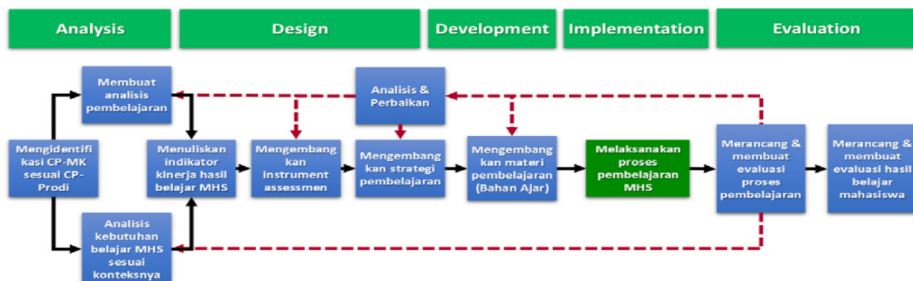 Analysis
Design
Development
Implementation
Evaluation
Membuat
analisis
pembelajaran
Analisis &
Perbaikan
Mengidentifi
kasi CP-MK
sesuai CP-
Prodi
Menuliskan
indikator
kinerja hasil
belajar MHS
Mengembang
kan instrument
assessmen
Mengembang
kan strategi
pembelajaran
Mengembang
kan materi
pembelajaran
(Bahan Ajar)
Melaksanakan
proses
pembelajaran
MHS
Merancang &
membuat
evaluasi
proses
pembelajaran
Merancang &
membuat
evaluasi hasil
belajar
mahasiswa
Analisis
kebutuhan
belajar MHS
sesuai
konteksnya